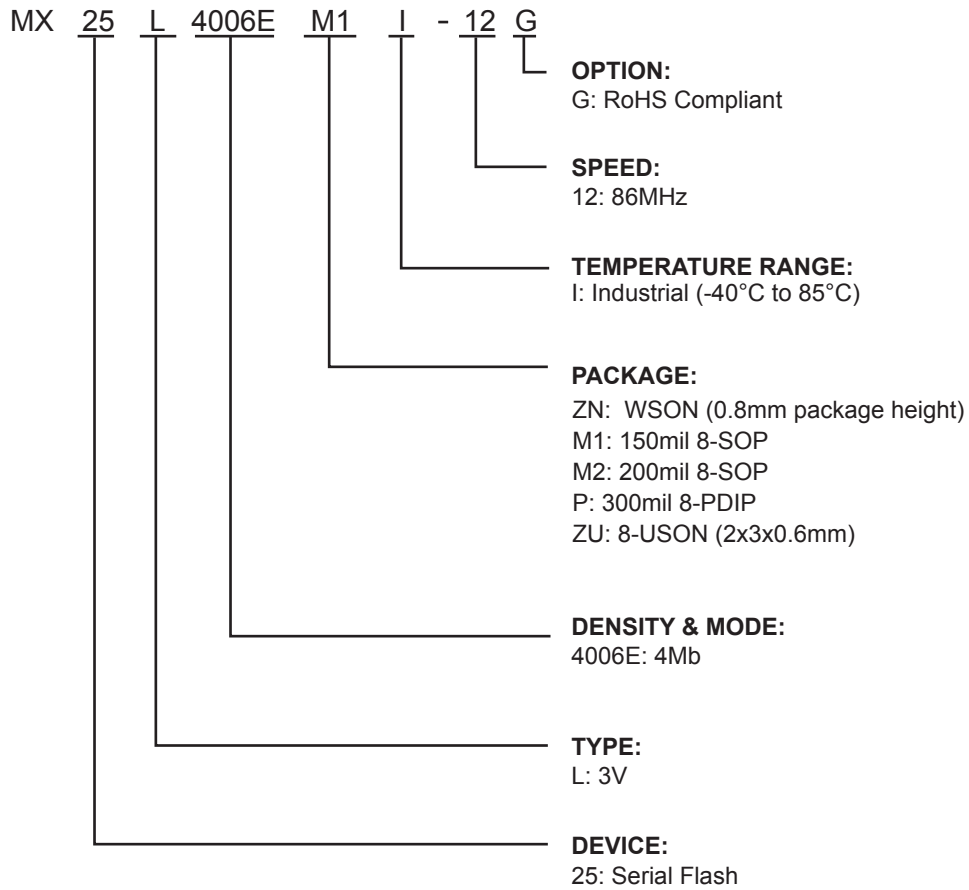 MX 25 L 4006E M1 I - 12 G
OPTION:
G: RoHS Compliant
SPEED:
12: 86MHz
TEMPERATURE RANGE:
I: Industrial (-40°C to 85°C)
PACKAGE:
ZN: WSON (0.8mm package height)
M1: 150mil 8-SOP
M2: 200mil 8-SOP
P: 300mil 8-PDIP
ZU: 8-USON (2x3x0.6mm)
DENSITY & MODE:
4006E: 4Mb
TYPE:
L: 3V
DEVICE:
25: Serial Flash